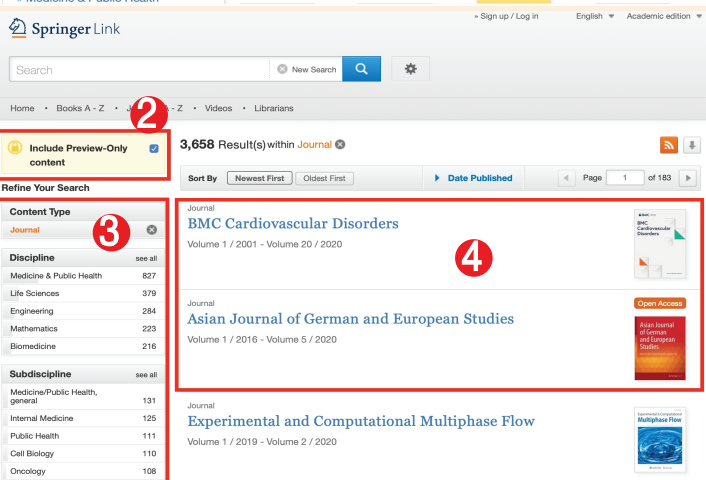 Medicine & Public Health
» Sign up / Log in English Academic edition
Springer Link
Search New Search
Home • Books A - Z • A - Z • Videos • Librarians
2
Include Preview-Only
content
3,658 Result(s) within Journal
Sort By Newest First Oldest First Date Published Page 1 of 183
Refine Your Search
Content Type
Journal
3
Discipline see all
Medicine & Public Health 827
Life Sciences 379
Engineering 284
Mathematics 223
Biomedicine 216
Subdiscipline see all
Medicine/Public Health,
general 131
Internal Medicine 125
Public Health 111
Cell Biology 110
Oncology 108
Journal
BMC Cardiovascular Disorders
Volume 1 / 2001 - Volume 20 / 2020
4
BMC
Cardiovascular
Disorders
Journal
Asian Journal of German and European Studies
Volume 1 / 2016 - Volume 5 / 2020
Open Access
Asian Journal
of German
and European
Studies
Journal
Experimental and Computational Multiphase Flow
Volume 1 / 2019 - Volume 2 / 2020
Experimental and Computational
Multiphase Flow